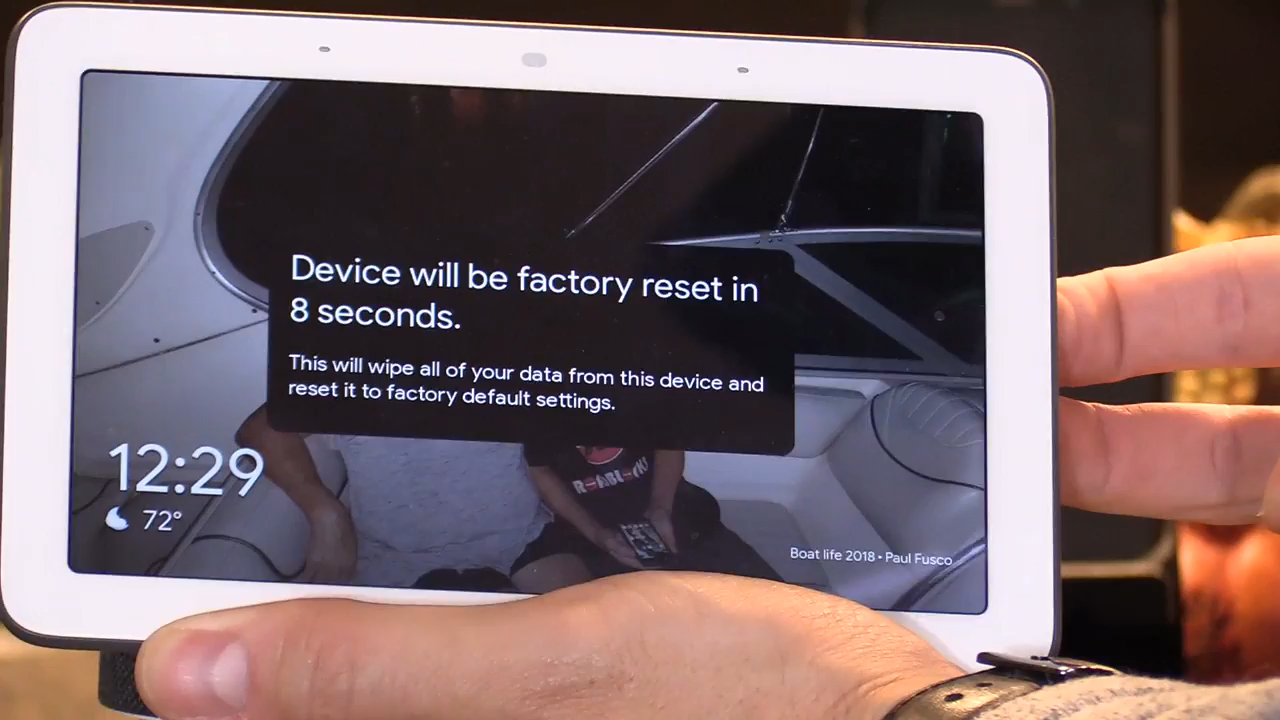 Device will be factory reset in
8 seconds.
This will wipe all of your data from this device and
reset it to factory default settings.
12:29
72°
Boat life 2018 • Paul Fusco